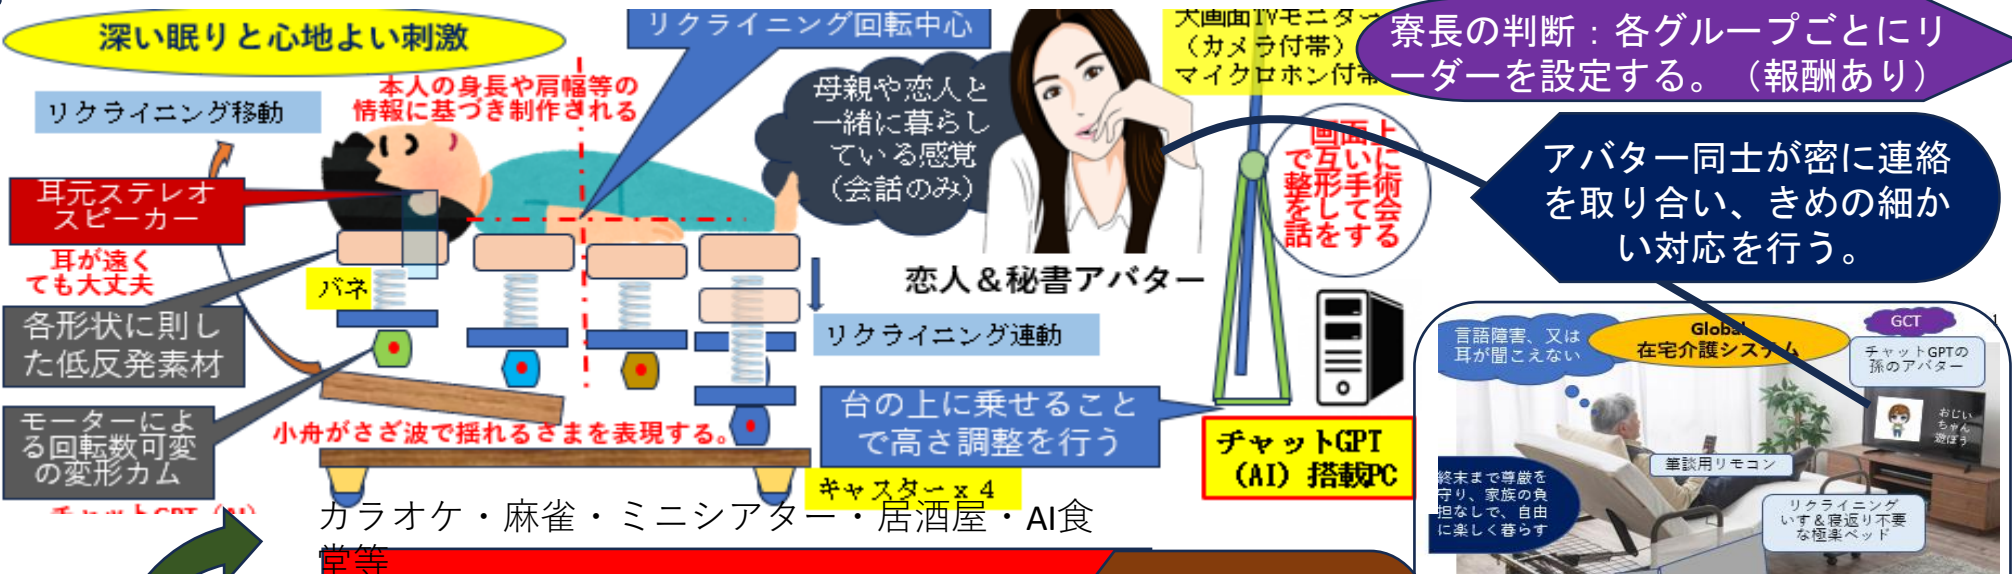 深い眠りと心地よい刺激
リクライニング回転中心
大画面TVモニター
（カメラ付帯）
マイクロホン付帯
寮長の判断：各グループごとにリ
ーダーを設定する。（報酬あり）
本人の身長や肩幅等の
情報に基づき制作される
リクライニング移動
母親や恋人と
一緒に暮らし
ている感覚
（会話のみ）
画面上に
互い手術
形てする
で整しを会話
アバター同士が密に連絡
を取り合い、きめの細か
い対応を行う。
耳元ステレオ
スピーカー
耳が遠く
ても大丈夫
バネ
恋人＆秘書アバター
各形状に則し
た低反発素材
リクライニング連動
モーターによ
る回転数可変
の変形カム
小舟がさざ波で揺れるさまを表現する。
台の上に乗せること
で高さ調整を行う
チャットGPT
（AI）搭載PC
キャスターx 4
チャットGPT（AI）
カラオケ・麻雀・ミニシアター・居酒屋・AI食
堂等
言語障害、又は
耳が聞こえない
Global
在宅介護システム
GCT
1
チャットGPTの
孫のアバター
おじい
ちゃん
遊ぼう
筆談用リモコン
終末まで尊厳を
守り、家族の負
担なしで、自由
に楽しく暮らす
リクライニング
いす＆寝返り不要
な極楽ベッド